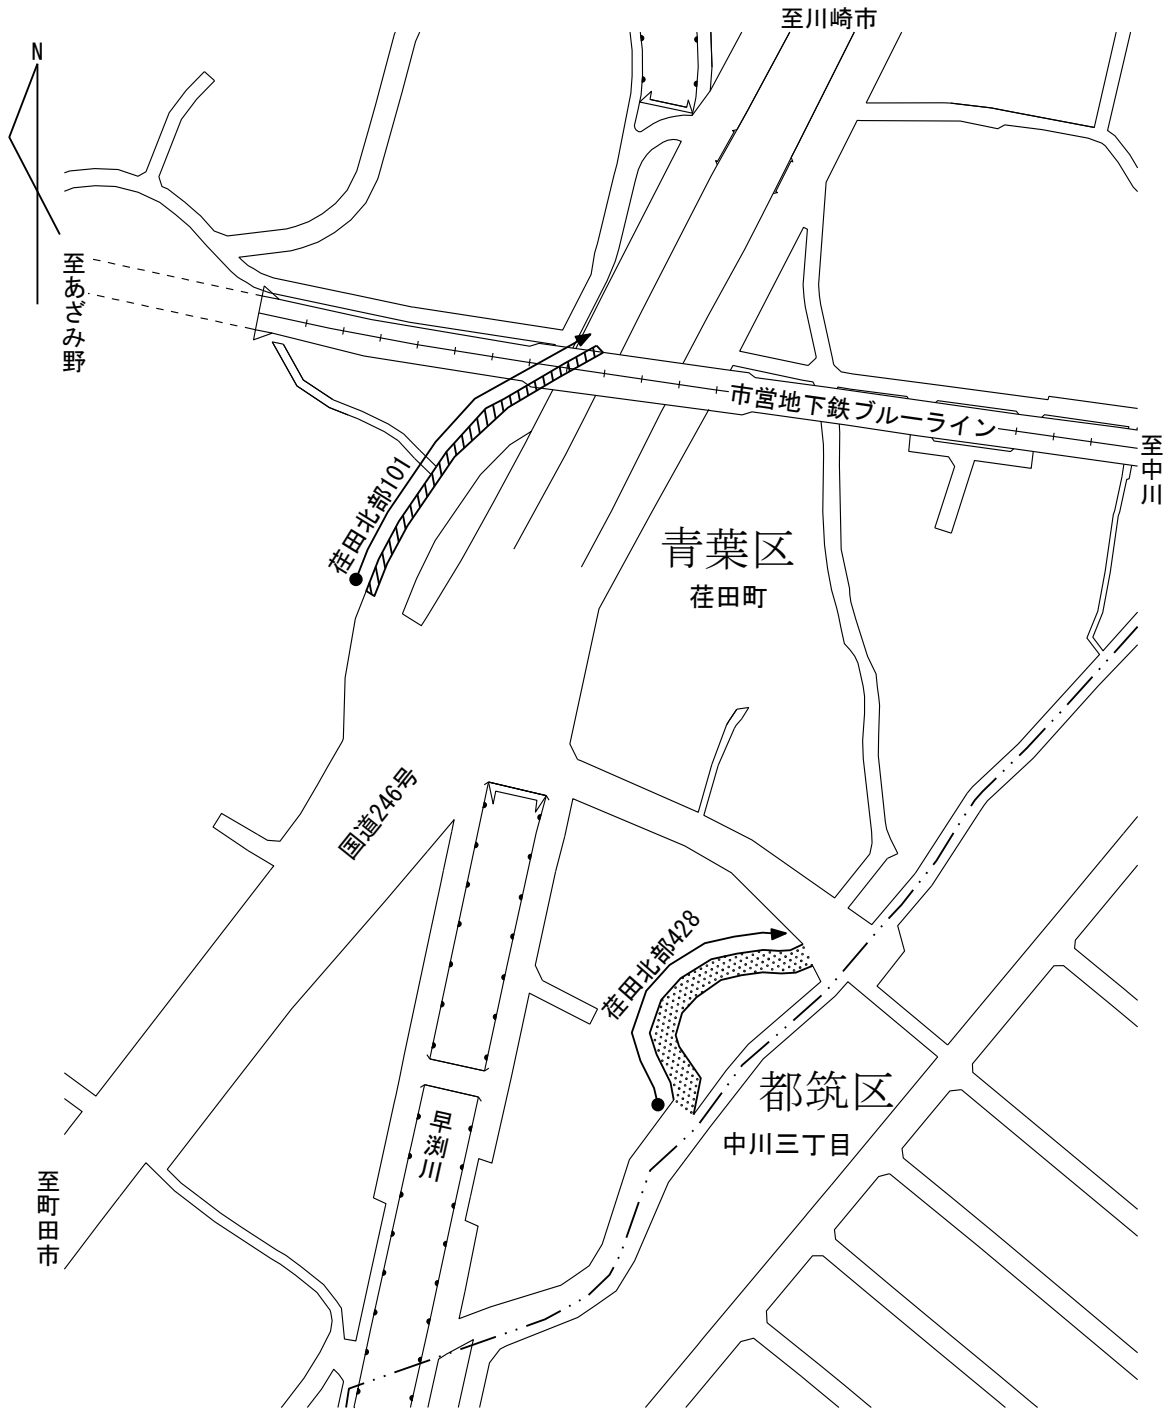 至川崎市
N
至あざみ野
市営地下鉄ブルーライン
至中川
荏田北部101
青葉区
荏田町
国道246号
荏田北部428
都筑区
中川三丁目
早渕川
至町田市